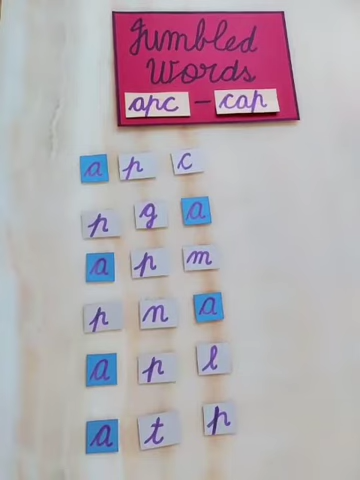 Jumbled
Words
apc - cap
a p c
p g a
a p m
p n a
a p l
a t p